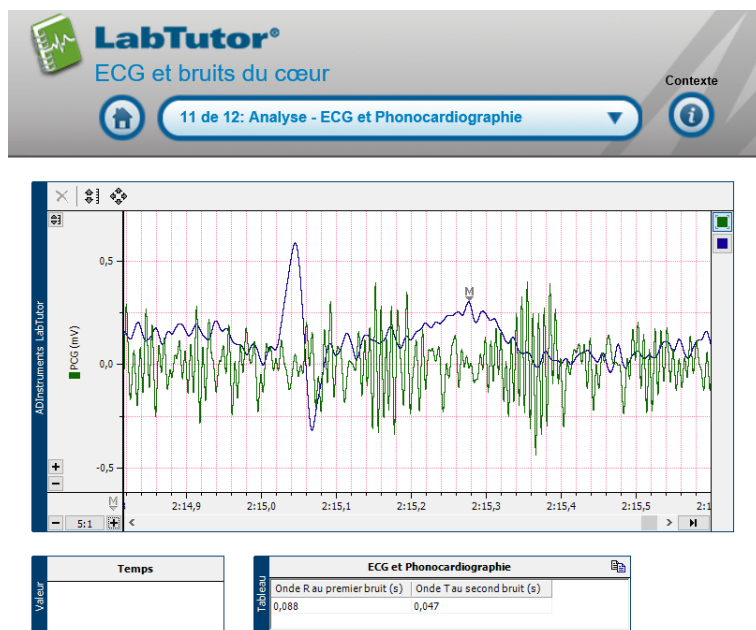 LabTutor®
ECG et bruits du cœur
Contexte
11 de 12: Analyse - ECG et Phonocardiographie
ADInstruments LabTutor
PCG (mV)
0,5
0,0
-0,5
M
M
2:14,9 2:15,0 2:15,1 2:15,2 2:15,3 2:15,4 2:15,5 2:1
5:1
Valeur
Temps
Tableau
ECG et Phonocardiographie
Onde R au premier bruit (s) Onde T au second bruit (s)
0,088 0,047